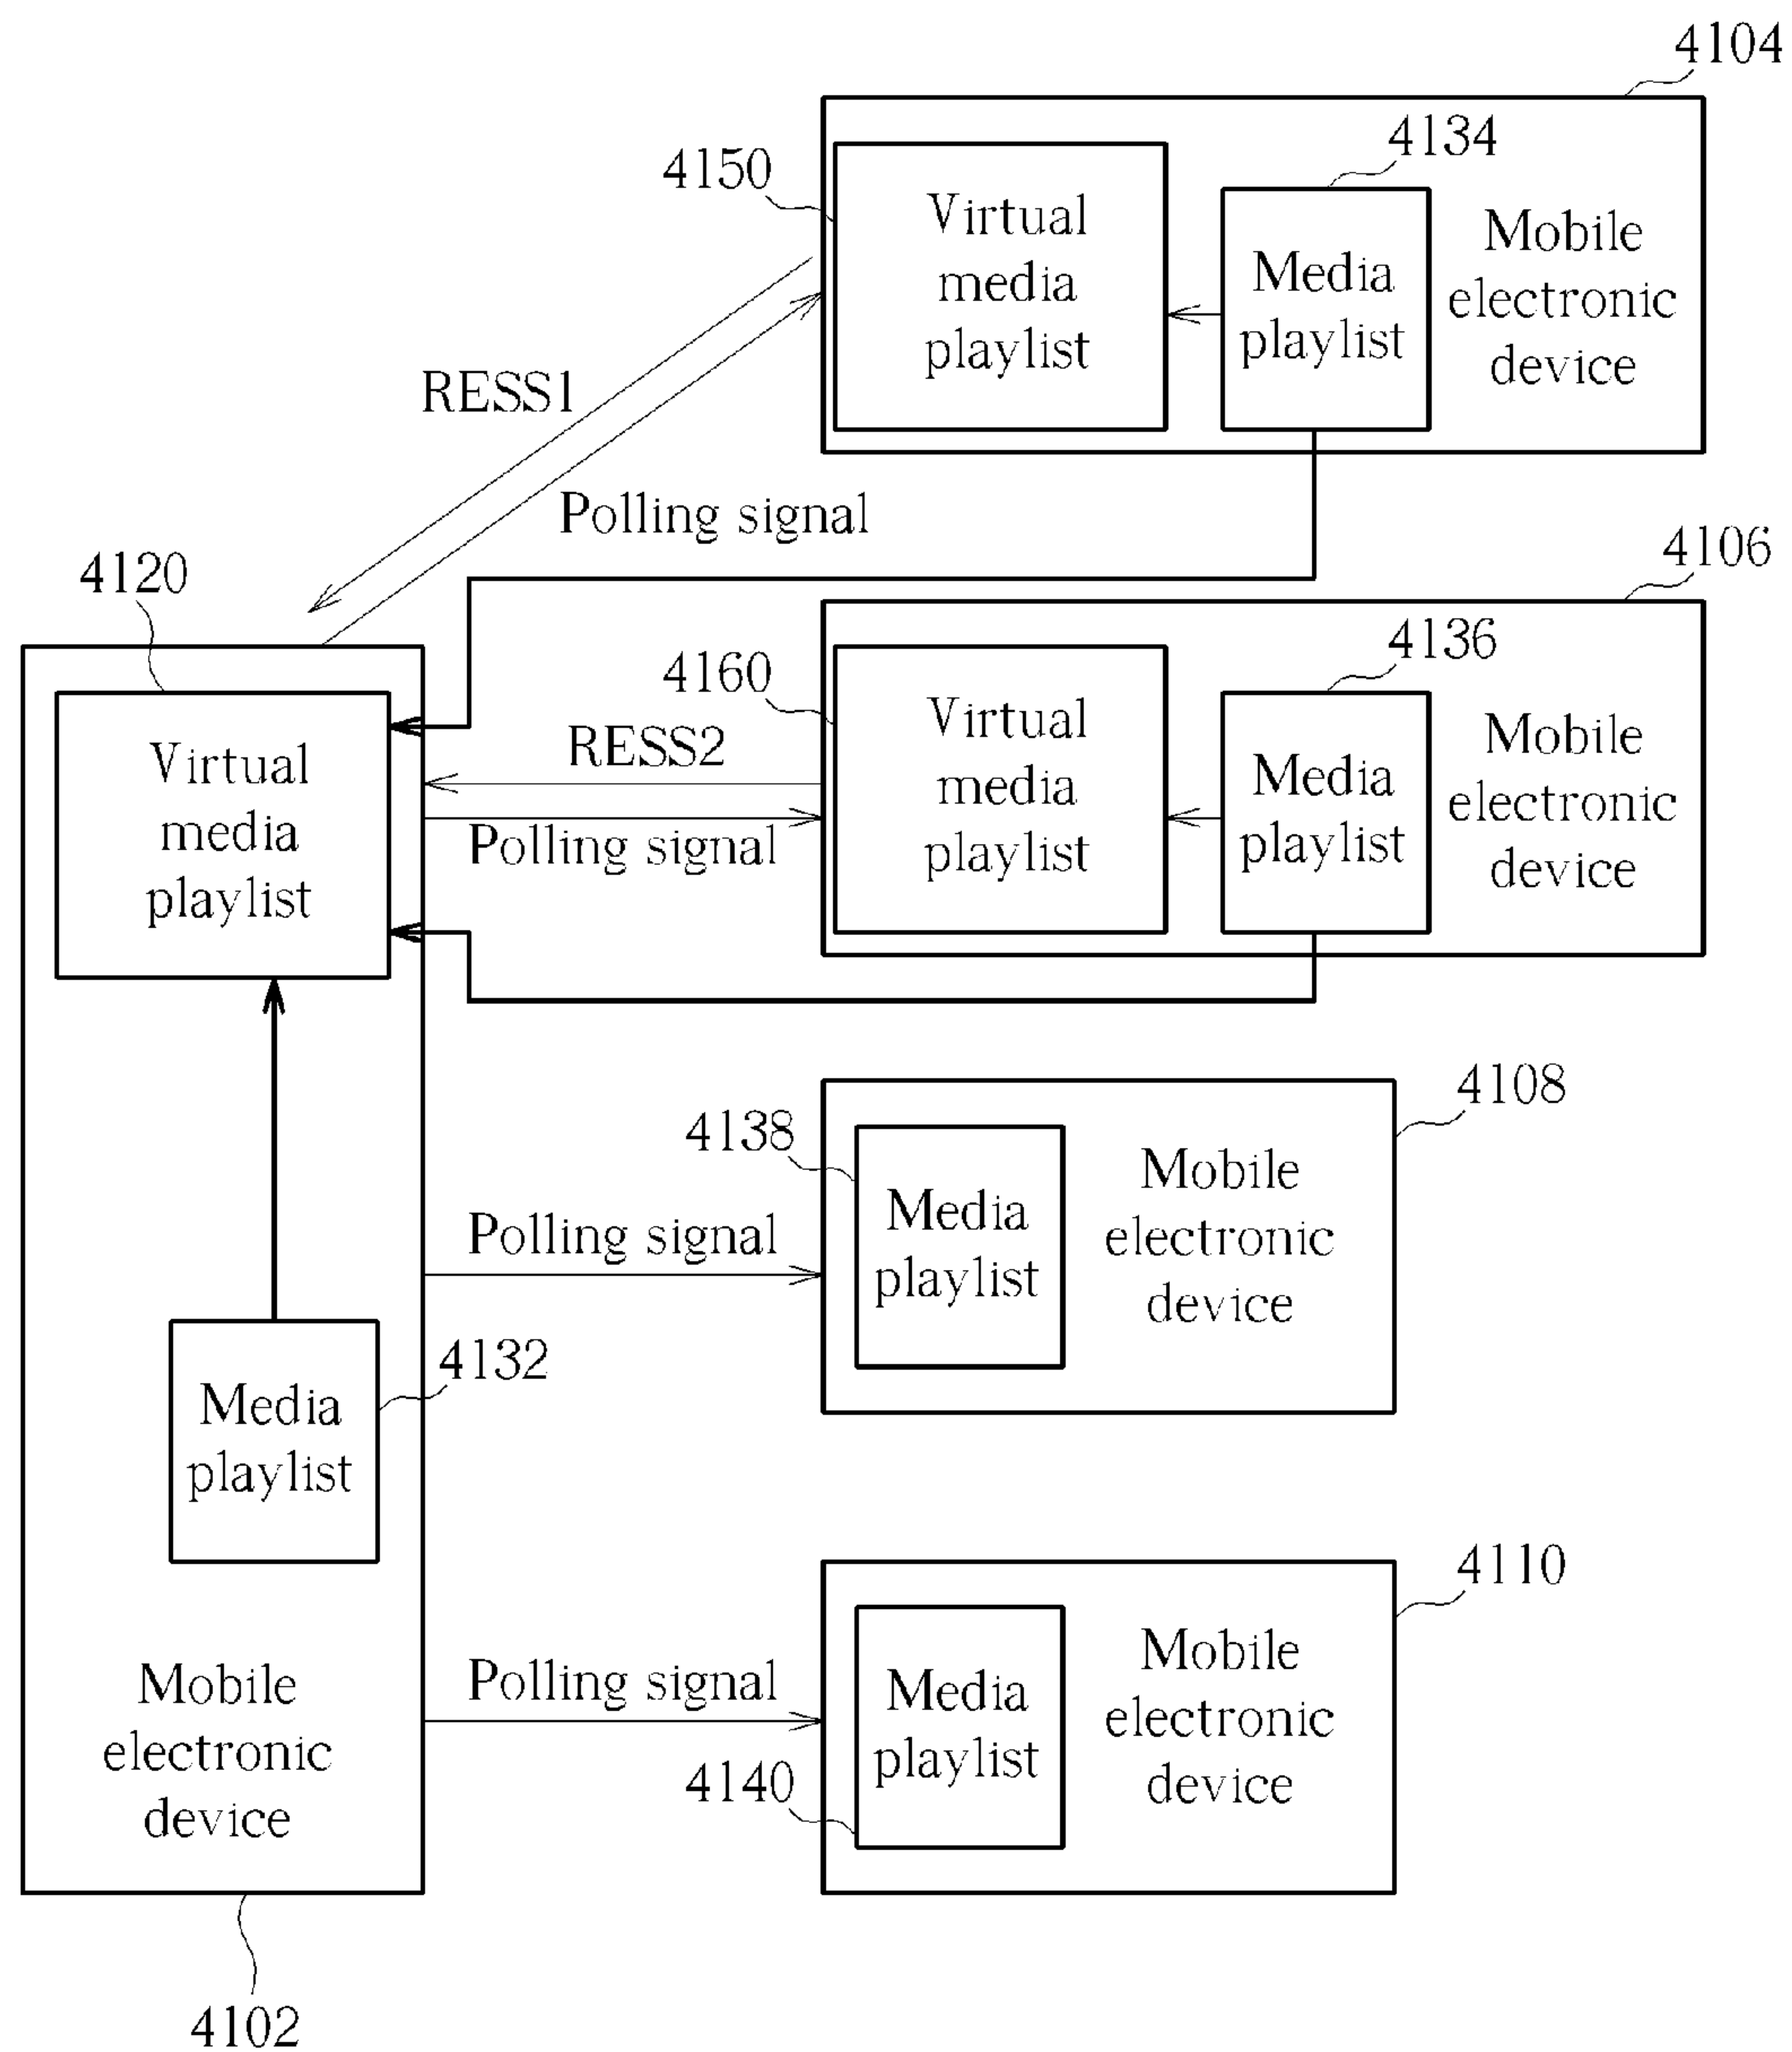 4104
4150
Virtual
media
playlist
4134
Media
playlist
Mobile
electronic
device
RESS1
Polling signal
4106
4120
Virtual
media
playlist
4160
Virtual
media
playlist
4136
Media
playlist
Mobile
electronic
device
RESS2
Polling signal
4108
4138
Media
playlist
Mobile
electronic
device
Polling signal
4132
Media
playlist
4110
Media
playlist
Mobile
electronic
device
Polling signal
4140
Mobile
electronic
device
4102